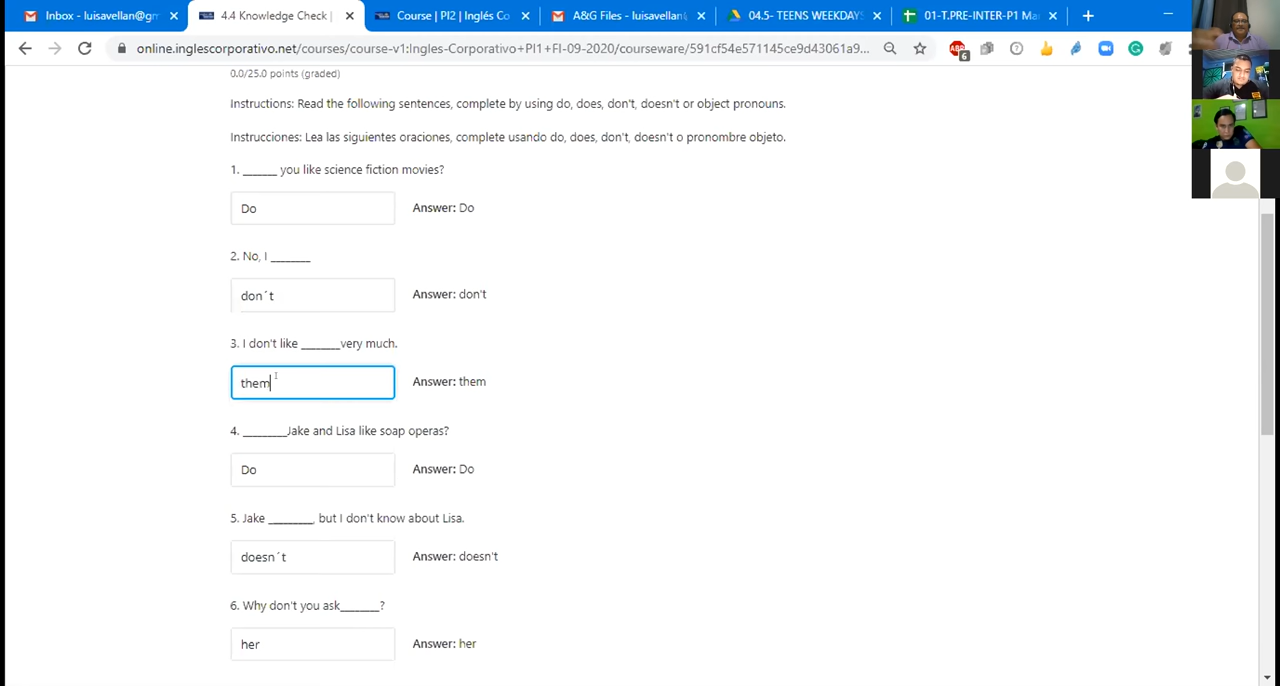 Inbox - luisavellan@gm
4.4 Knowledge Check |
Course | PI2 | Inglés Co
A&G Files - luisavellan@
04.5- TEENS WEEKDAYS
01-T.PRE-INTER-P1 Ma
online.inglescorporativo.net/courses/course-v1:Ingles-Corporativo+PI1+FI-09-2020/courseware/591cf54e571145ce9d43061a9...
ABP
6
0.0/25.0 points (graded)
Instructions: Read the following sentences, complete by using do, does, don't, doesn't or object pronouns.
Instrucciones: Lea las siguientes oraciones, complete usando do, does, don't, doesn't o pronombre objeto.
1. ______ you like science fiction movies?
Do
Answer: Do
2. No, I _______
don´t
Answer: don't
3. I don't like _______very much.
them
Answer: them
4. ________Jake and Lisa like soap operas?
Do
Answer: Do
5. Jake ________, but I don't know about Lisa.
doesn´t
Answer: doesn't
6. Why don't you ask_______?
her
Answer: her